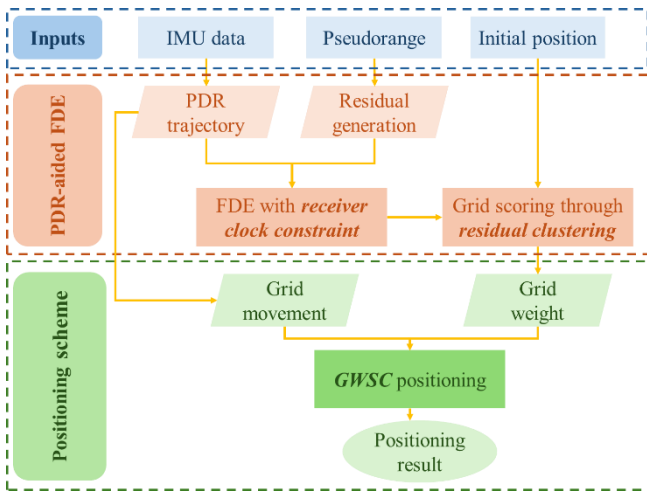 Inputs
IMU data
Pseudorange
Initial position
PDR-aided FDE
PDR
trajectory
Residual
generation
FDE with receiver
clock constraint
Grid scoring through
residual clustering
Positioning scheme
Grid
movement
Grid
weight
GWSC positioning
Positioning
result